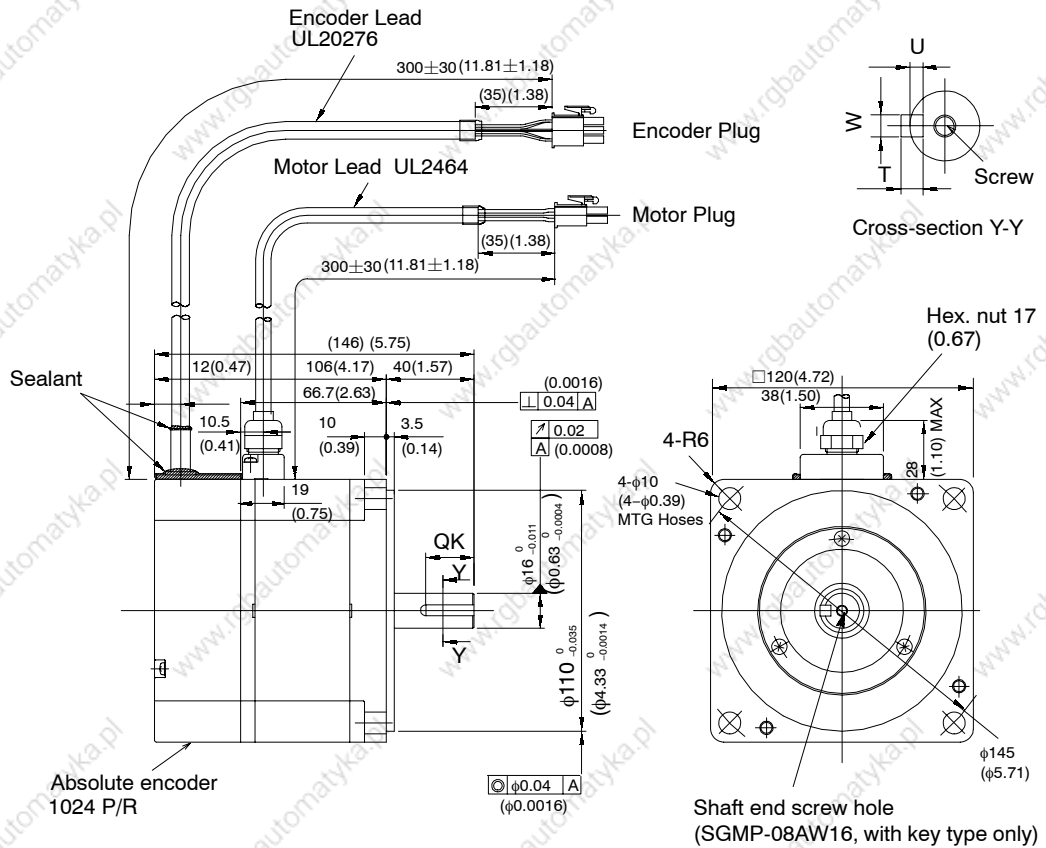 Encoder Lead
UL20276
300±30(11.81±1.18)
(35)(1.38)
Encoder Plug
Motor Lead UL2464
Motor Plug
(35)(1.38)
300±30(11.81±1.18)
U
W
T
Screw
Cross-section Y-Y
(146) (5.75)
12(0.47)
106(4.17)
40(1.57)
66.7(2.63)
Sealant
10.5
(0.41)
10
(0.39)
3.5
(0.14)
(0.0016)
⊥ 0.04 A
↗ 0.02
A (0.0008)
19
(0.75)
QK
Y
Y
ϕ16 0 -0.011
(ϕ0.63 0 -0.0004)
ϕ110 0 -0.035
(ϕ4.33 0 -0.0014)
◎ ϕ0.04 A
(ϕ0.0016)
Absolute encoder
1024 P/R
Hex. nut 17
(0.67)
□120(4.72)
38(1.50)
28
(1.10) MAX
4-R6
4-ϕ10
(4-ϕ0.39)
MTG Hoses
ϕ145
(ϕ5.71)
Shaft end screw hole
(SGMP-08AW16, with key type only)
www.rgbautomatyka.pl